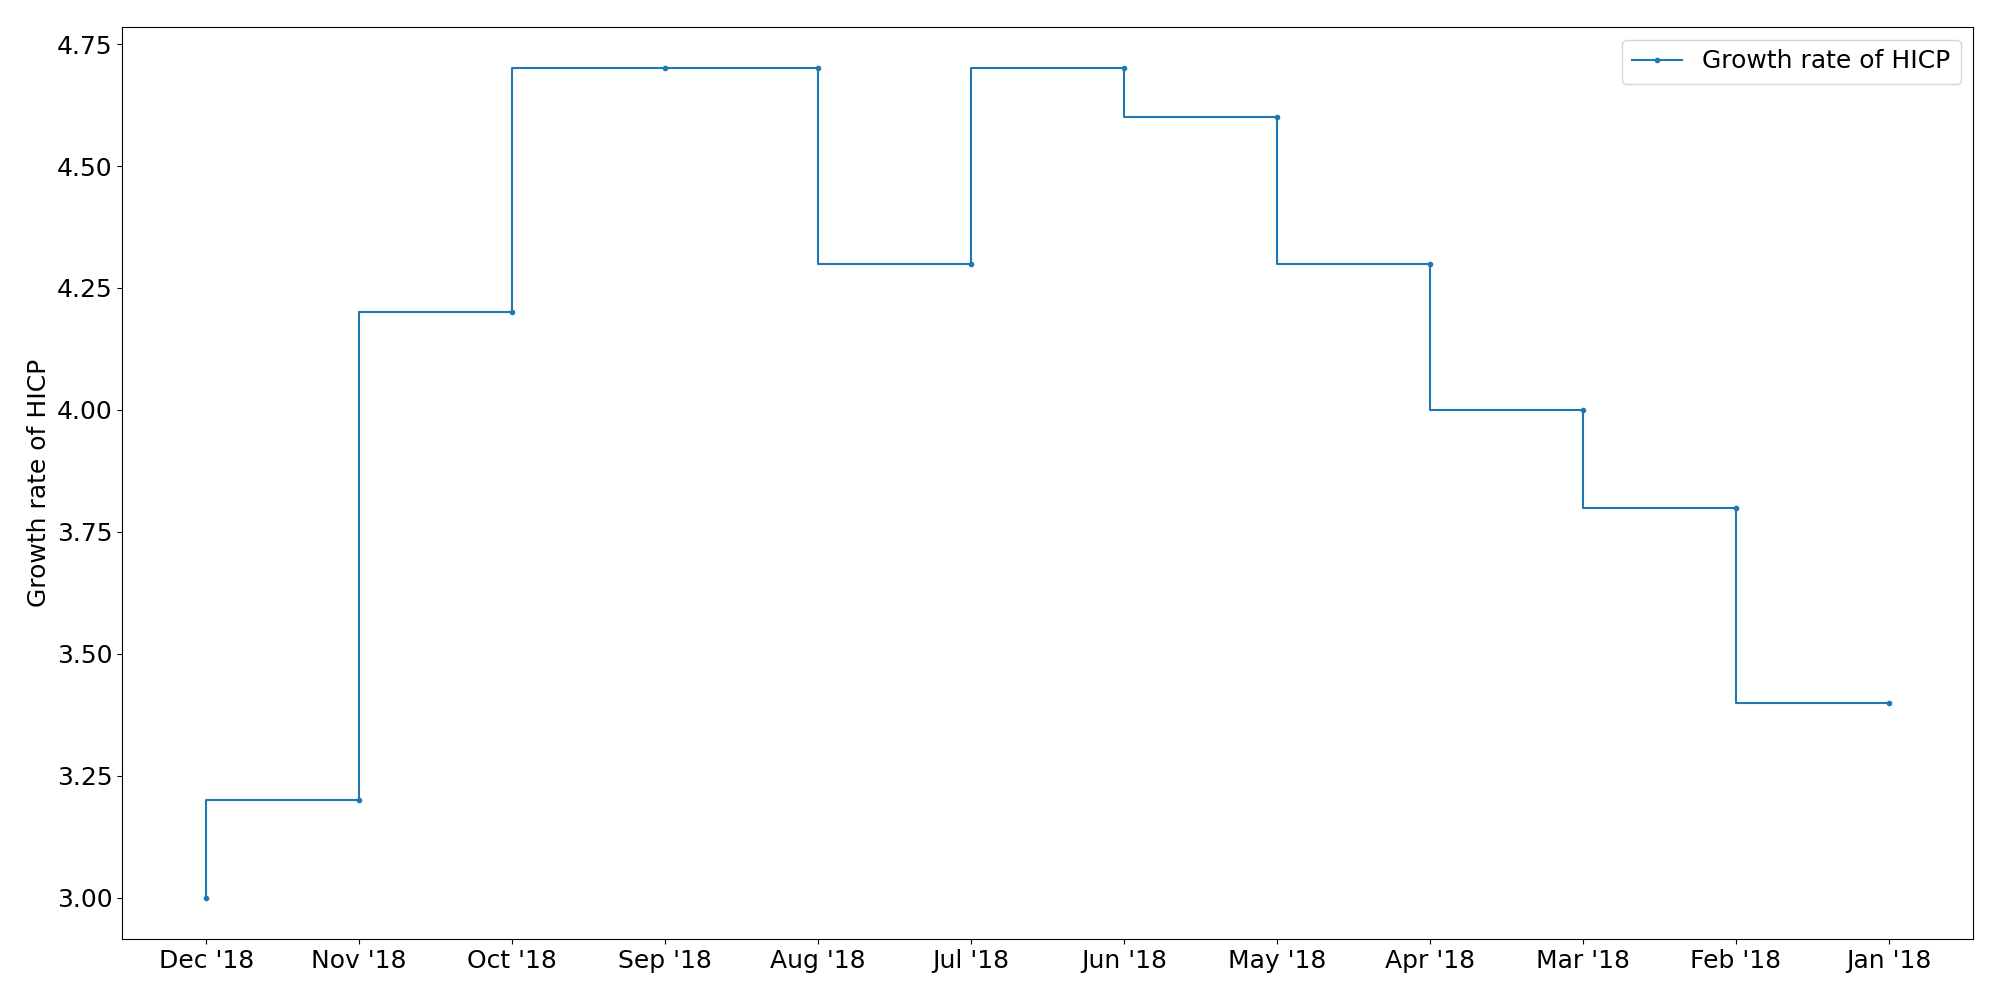 Growth rate of HICP
4.75
4.50
4.25
4.00
3.75
3.50
3.25
3.00
Growth rate of HICP
Dec '18 Nov '18 Oct '18 Sep '18 Aug '18 Jul '18 Jun '18 May '18 Apr '18 Mar '18 Feb '18 Jan '18